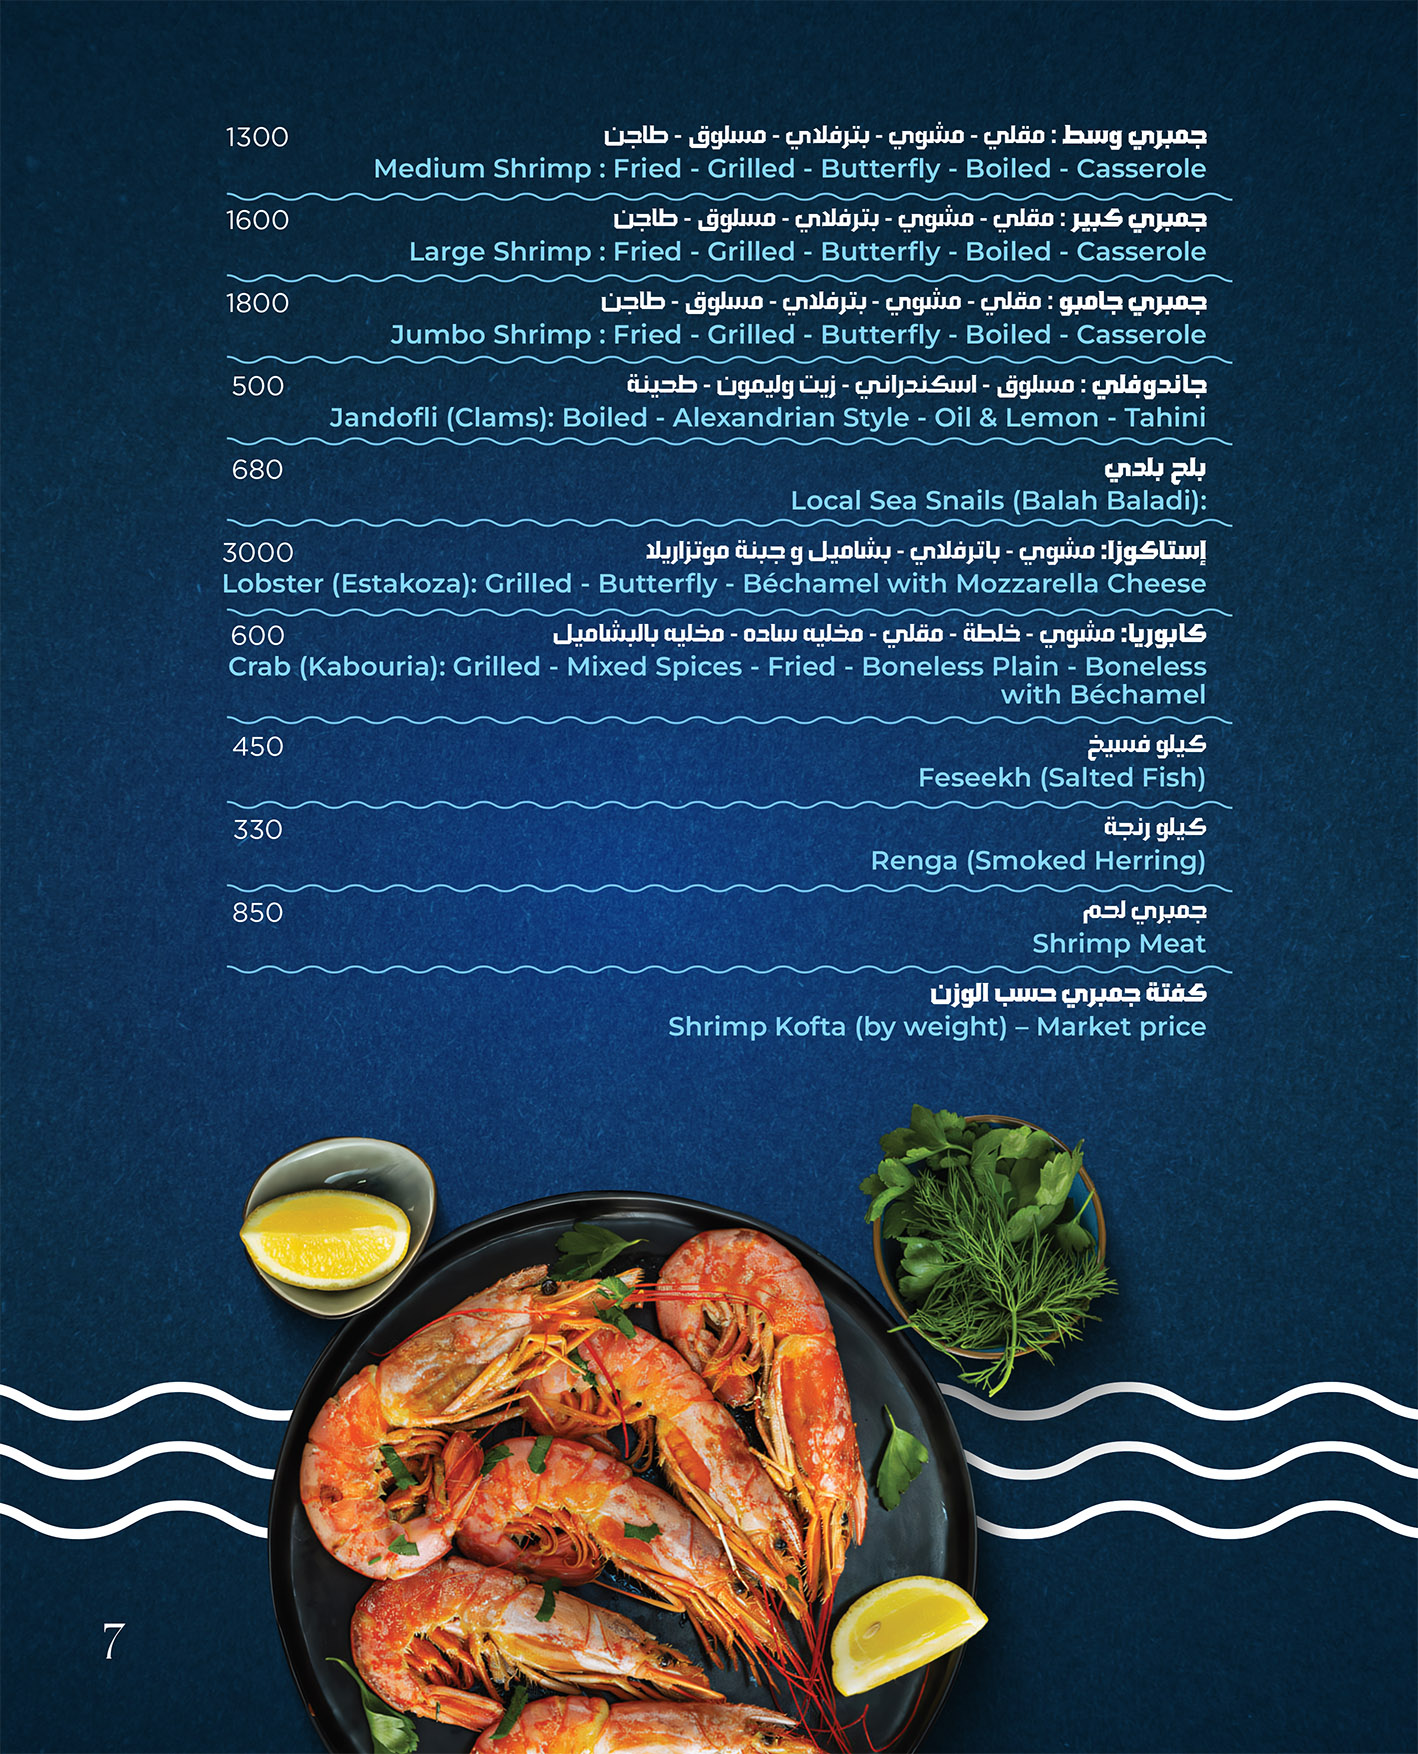 جمبري وسط : مقلي - مشوي - بترفلاي - مسلوق - طاجن 1300
Medium Shrimp : Fried - Grilled - Butterfly - Boiled - Casserole
جمبري كبير : مقلي - مشوي - بترفلاي - مسلوق - طاجن 1600
Large Shrimp : Fried - Grilled - Butterfly - Boiled - Casserole
جمبري جامبو : مقلي - مشوي - بترفلاي - مسلوق - طاجن 1800
Jumbo Shrimp : Fried - Grilled - Butterfly - Boiled - Casserole
جاندوفلي : مسلوق - اسكندراني - زيت وليمون - طحينة 500
Jandofli (Clams): Boiled - Alexandrian Style - Oil & Lemon - Tahini
بلح بلدي 680
Local Sea Snails (Balah Baladi):
إستاكوزا: مشوي - باترفلاي - بشاميل و جبنة موتزاريلا 3000
Lobster (Estakoza): Grilled - Butterfly - Béchamel with Mozzarella Cheese
كابوريا: مشوي - خلطة - مقلي - مخليه ساده - مخليه بالبشاميل 600
Crab (Kabouria): Grilled - Mixed Spices - Fried - Boneless Plain - Boneless
with Béchamel
كيلو فسيخ 450
Feseekh (Salted Fish)
كيلو رنجة 330
Renga (Smoked Herring)
جمبري لحم 850
Shrimp Meat
كفتة جمبري حسب الوزن
Shrimp Kofta (by weight) – Market price
7